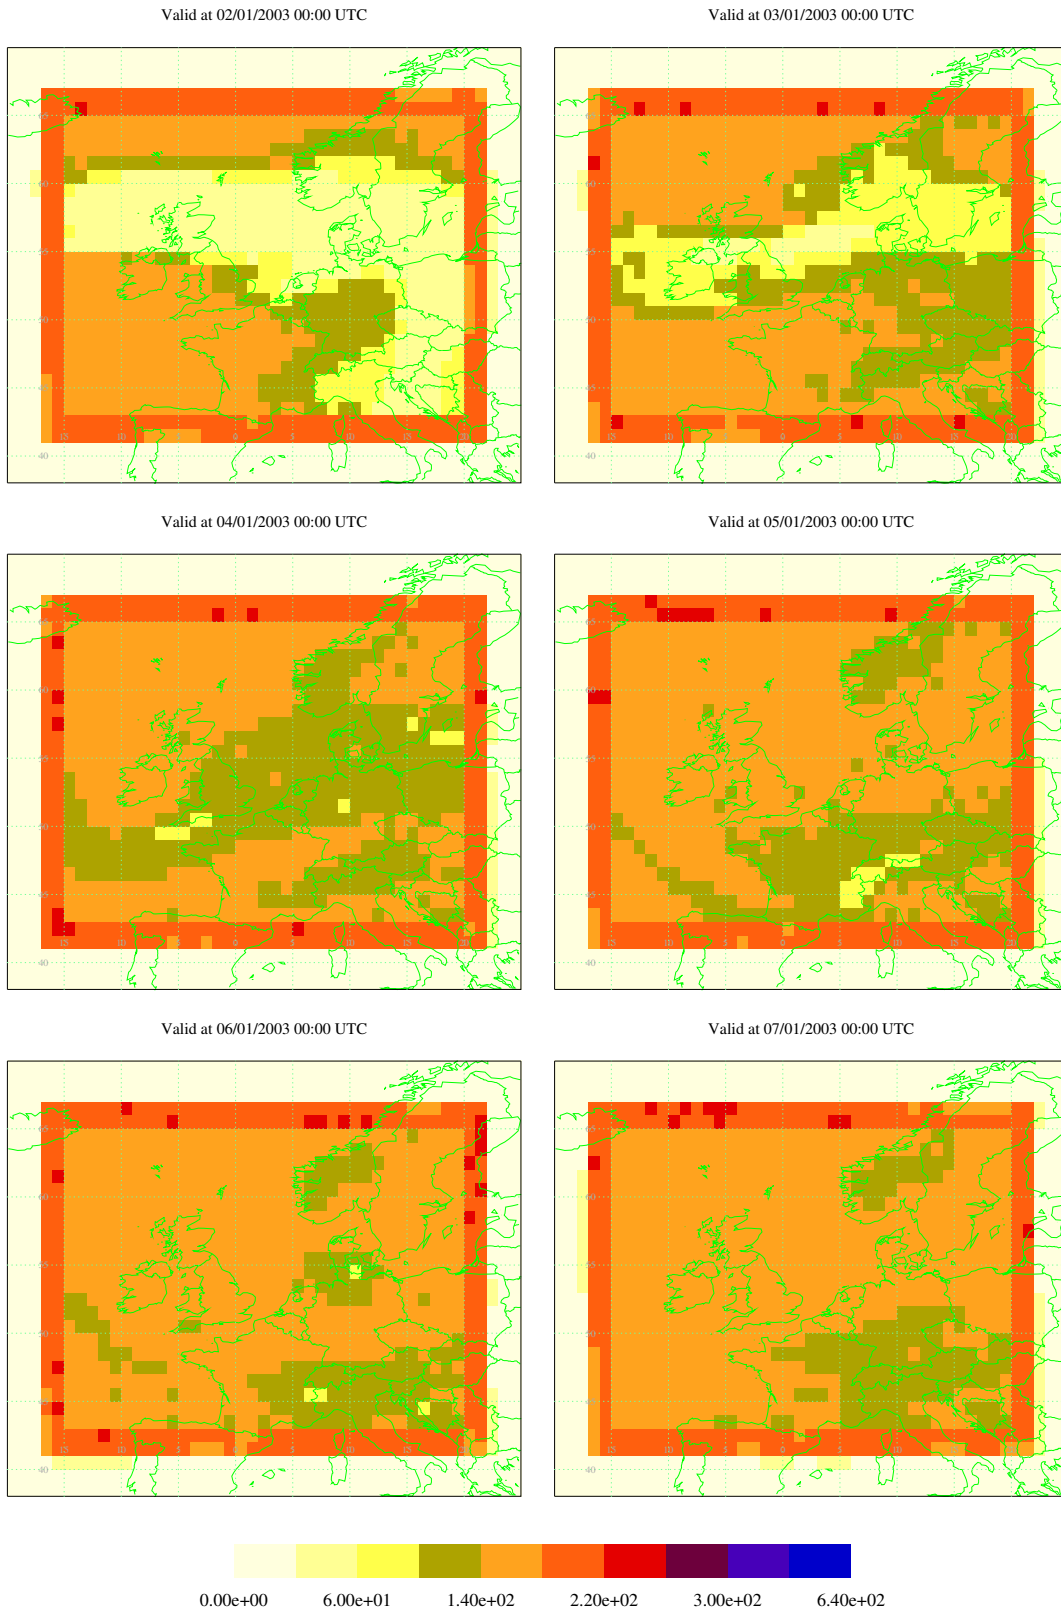 Valid at 02/01/2003 00:00 UTC
Valid at 03/01/2003 00:00 UTC
Valid at 04/01/2003 00:00 UTC
Valid at 05/01/2003 00:00 UTC
Valid at 06/01/2003 00:00 UTC
Valid at 07/01/2003 00:00 UTC
0.00e+00 6.00e+01 1.40e+02 2.20e+02 3.00e+02 6.40e+02